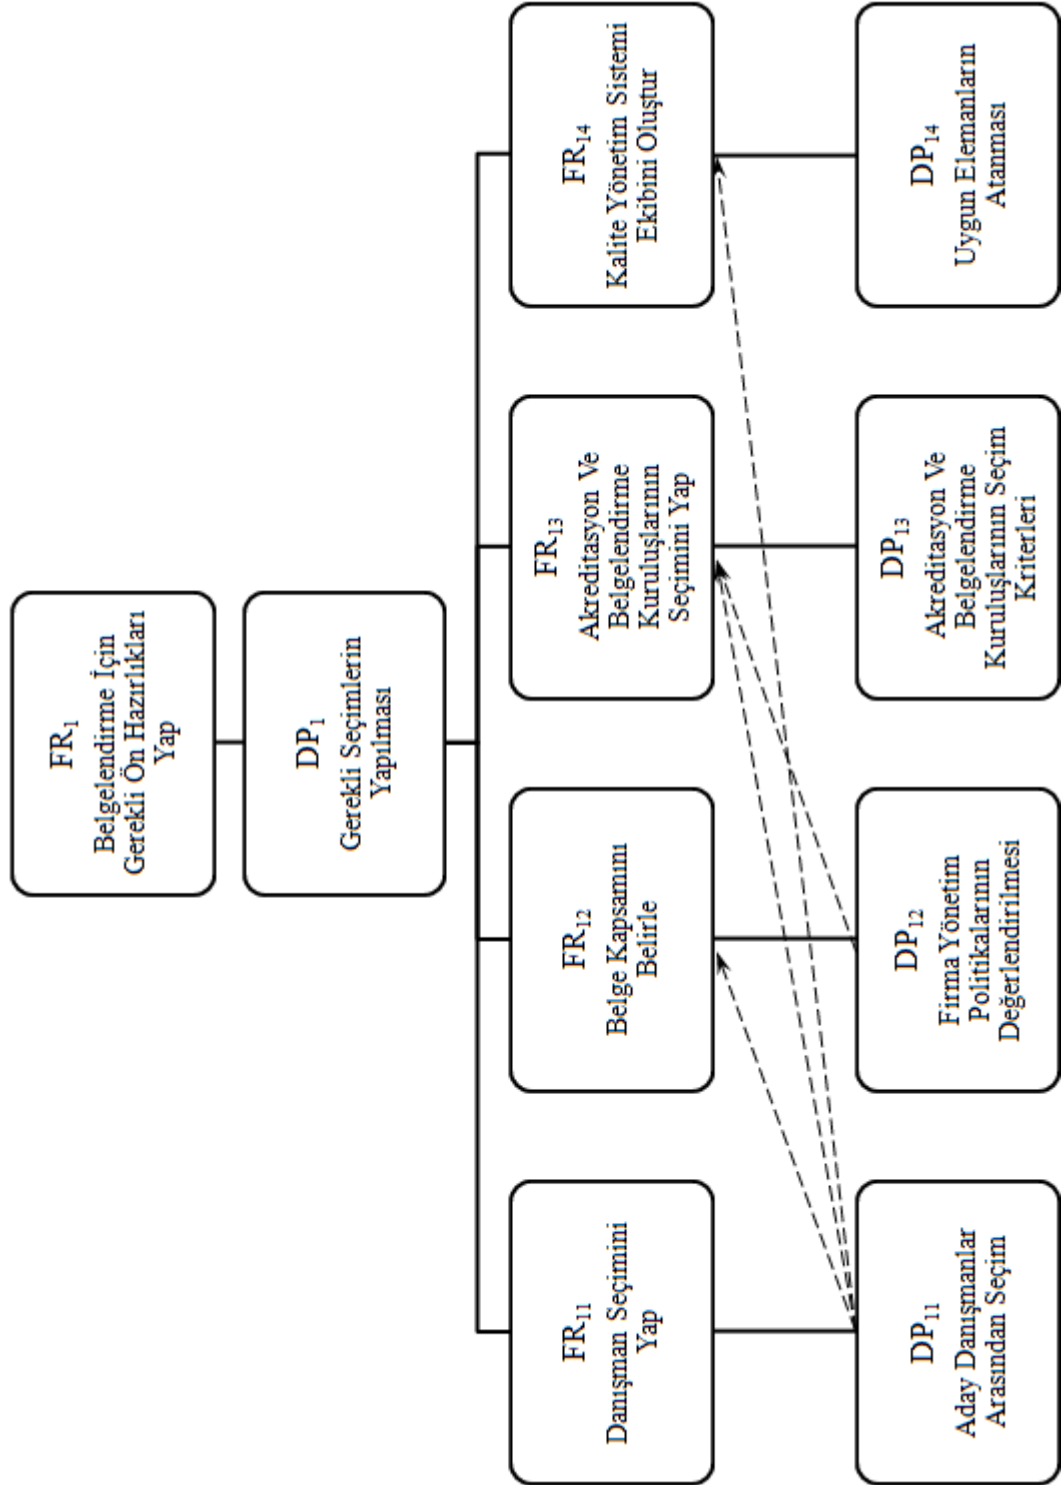 FR1
Belgelendirme İçin
Gerekli Ön Hazırlıkları
Yap
DP1
Gerekli Seçimlerin
Yapılması
FR11
Danışman Seçimini
Yap
FR12
Belge Kapsamını
Belirle
FR13
Akreditasyon Ve
Belgelendirme
Kuruluşlarının
Seçimini Yap
FR14
Kalite Yönetim Sistemi
Ekibini Oluştur
DP11
Aday Danışmanlar
Arasından Seçim
DP12
Firma Yönetim
Politikalarının
Değerlendirilmesi
DP13
Akreditasyon Ve
Belgelendirme
Kuruluşlarının Seçim
Kriterleri
DP14
Uygun Elemanların
Atanması